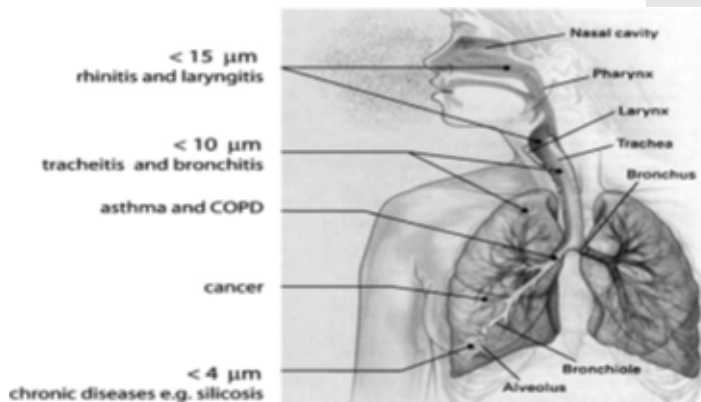 < 15 μm
rhinitis and laryngitis
< 10 μm
tracheitis and bronchitis
asthma and COPD
cancer
< 4 μm
chronic diseases e.g. silicosis
Nasal cavity
Pharynx
Larynx
Trachea
Bronchus
Bronchiole
Alveolus